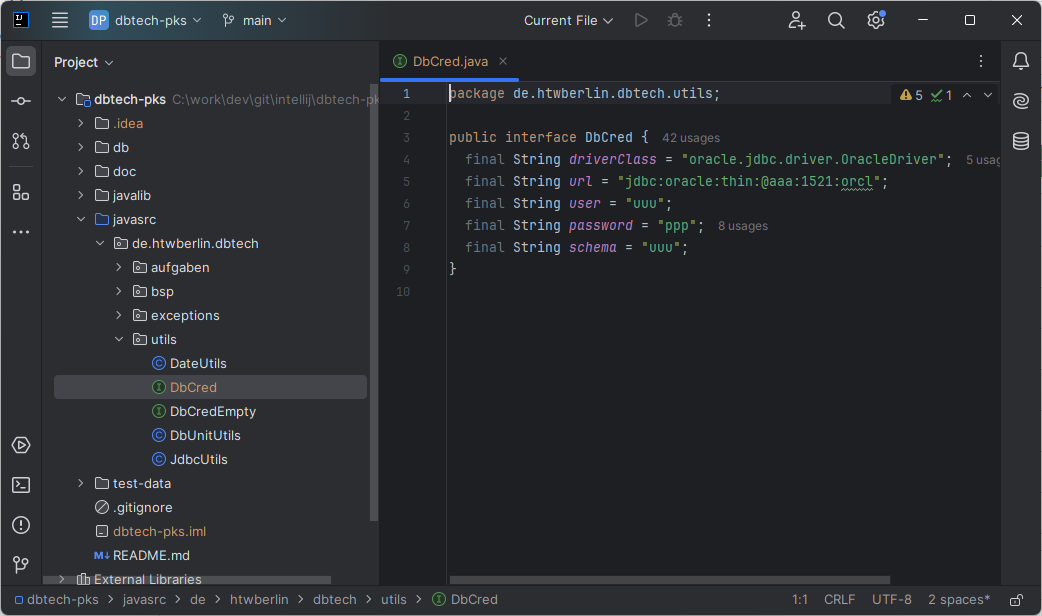 DP dbtech-pks main Current File
Project
DbCred.java
dbtech-pks C:\work\dev\git\intellij\dbtech-pk
.idea
db
doc
javalib
javasrc
de.htwberlin.dbtech
aufgaben
bsp
exceptions
utils
DateUtils
DbCred
DbCredEmpty
DbUnitUtils
JdbcUtils
test-data
.gitignore
dbtech-pks.iml
M↓ README.md
External Libraries
5 1
1 package de.htwberlin.dbtech.utils;
2
3 public interface DbCred { 42 usages
4 final String driverClass = "oracle.jdbc.driver.OracleDriver"; 5 usag
5 final String url = "jdbc:oracle:thin:@aaa:1521:orcl";
6 final String user = "uuu";
7 final String password = "ppp"; 8 usages
8 final String schema = "uuu";
9 }
10
dbtech-pks > javasrc > de > htwberlin > dbtech > utils > DbCred 1:1 CRLF UTF-8 2 spaces*